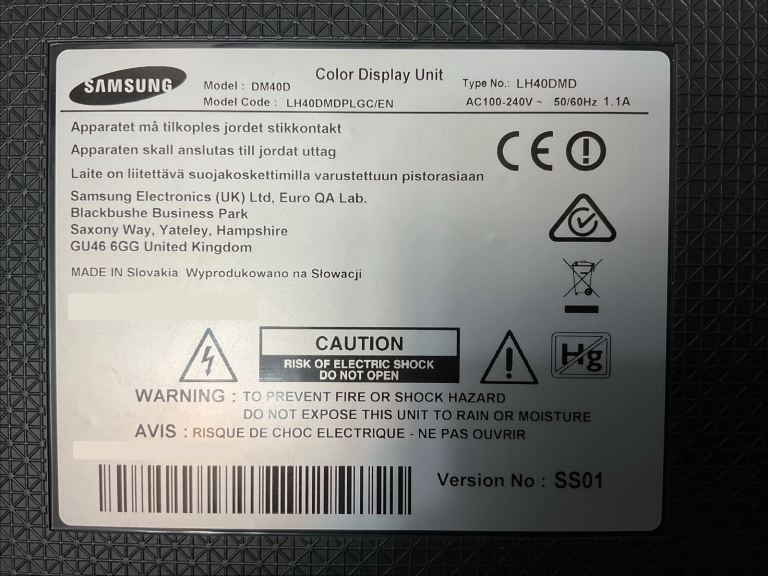 SAMSUNG
Color Display Unit
Model : DM40D
Type No.: LH40DMD
Model Code : LH40DMDPLGC/EN
AC100-240V ~ 50/60Hz 1.1A
Apparatet må tilkoples jordet stikkontakt
Apparaten skall anslutas till jordat uttag
Laite on liitettävä suojakoskettimilla varustettuun pistorasiaan
Samsung Electronics (UK) Ltd, Euro QA Lab.
Blackbushe Business Park
Saxony Way, Yateley, Hampshire
GU46 6GG United Kingdom
MADE IN Slovakia Wyprodukowano na Słowacji
CE
CAUTION
RISK OF ELECTRIC SHOCK
DO NOT OPEN
Hg
WARNING : TO PREVENT FIRE OR SHOCK HAZARD
DO NOT EXPOSE THIS UNIT TO RAIN OR MOISTURE
AVIS : RISQUE DE CHOC ELECTRIQUE - NE PAS OUVRIR
Version No : SS01